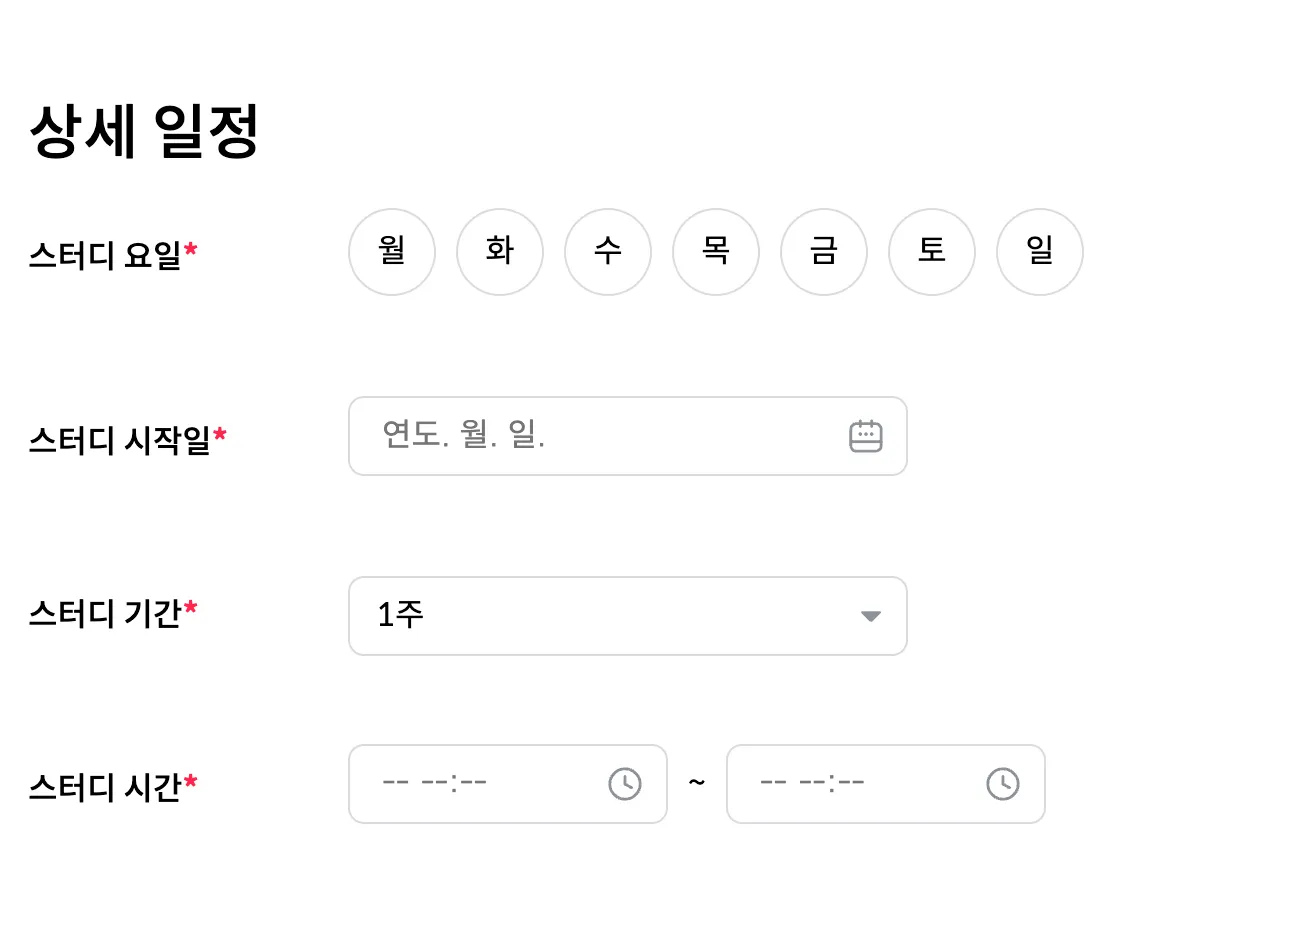 상세 일정
스터디 요일* 월 화 수 목 금 토 일
스터디 시작일* 연도. 월. 일.
스터디 기간* 1주
스터디 시간* -- --:-- ~ -- --:--